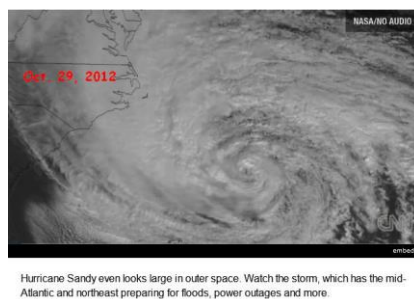 NASA/NO AUDIO
Oct. 29, 2012
CNN
embed
Hurricane Sandy even looks large in outer space. Watch the storm, which has the mid-
Atlantic and northeast preparing for floods, power outages and more.